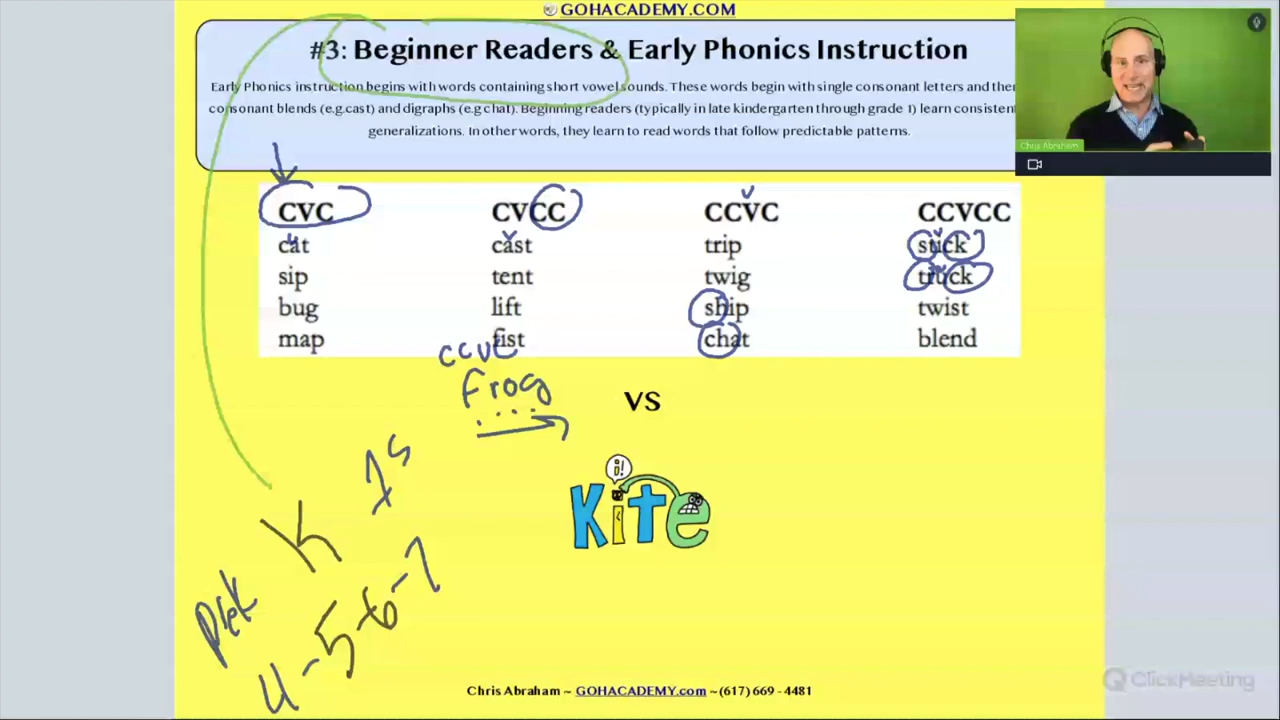 GOHACADEMY.COM
#3: Beginner Readers & Early Phonics Instruction
Early Phonics instruction begins with words containing short vowel sounds. These words begin with single consonant letters and then
consonant blends (e.g.cast) and digraphs (e.g chat). Beginning readers (typically in late kindergarten through grade 1) learn consistent
generalizations. In other words, they learn to read words that follow predictable patterns.
Chris Abraham
CVC CVCC CCVC CCVCC
cat cast trip stick
sip tent twig truck
bug lift ship twist
map fist chat blend
CCVC
Frog
VS
i!
Kite
K 1s
PreK
4-5-6-7
Chris Abraham ~ GOHACADEMY.com ~(617) 669 - 4481
ClickMeeting